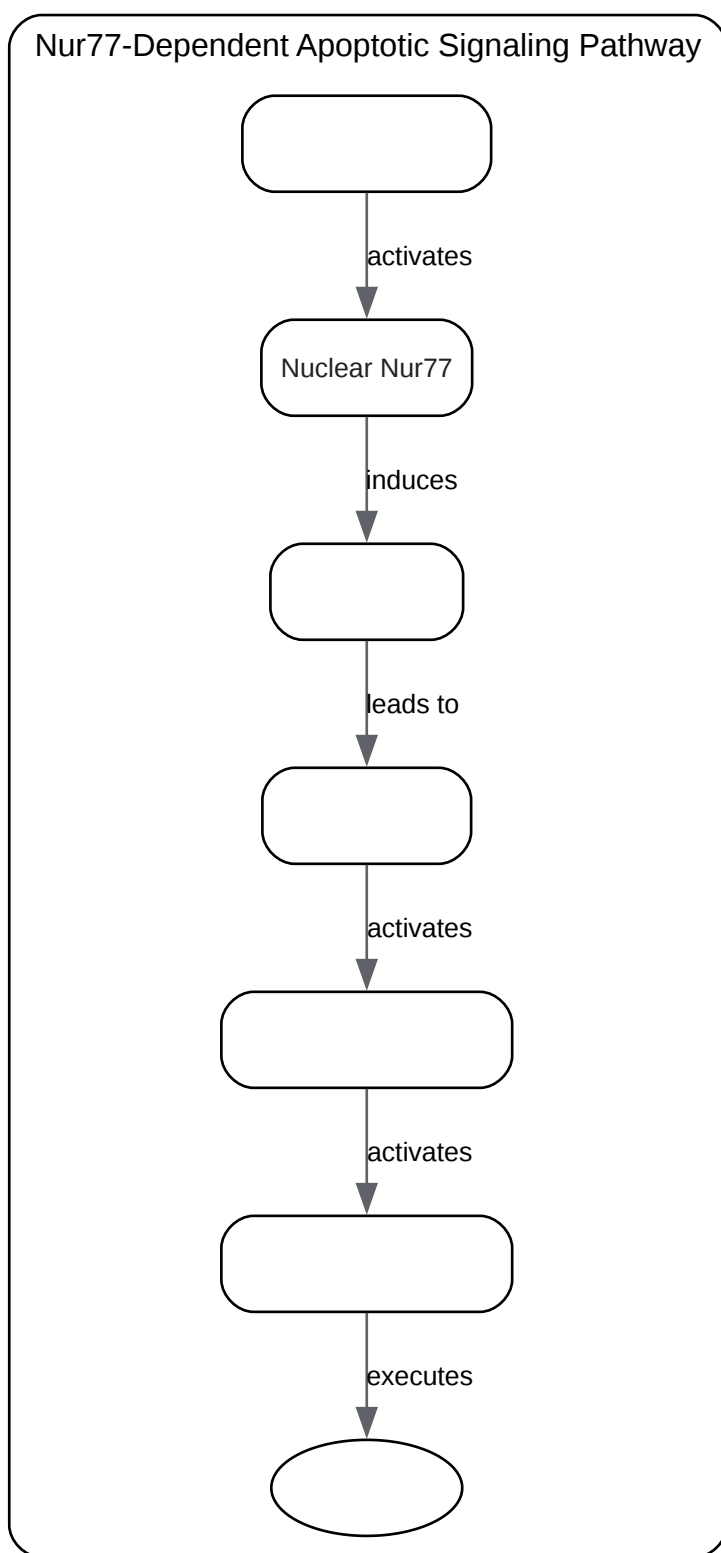 Nur77-Dependent Apoptotic Signaling Pathway
activates
Nuclear Nur77
induces
leads to
activates
activates
executes